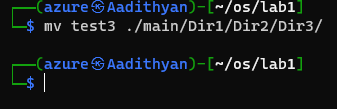 ┌──(azure㉿Aadithyan)-[~/os/lab1]
└─$ mv test3 ./main/Dir1/Dir2/Dir3/
┌──(azure㉿Aadithyan)-[~/os/lab1]
└─$